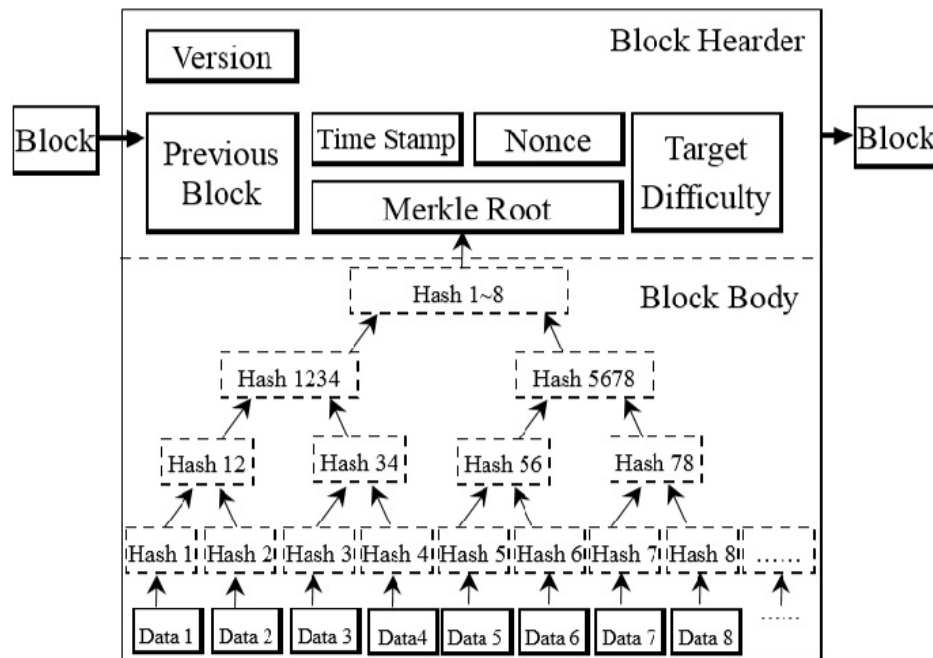 Block Hearder
Version
Block
Previous
Block
Time Stamp
Nonce
Target
Difficulty
Block
Merkle Root
Block Body
Hash 1~8
Hash 1234
Hash 5678
Hash 12
Hash 34
Hash 56
Hash 78
Hash 1
Hash 2
Hash 3
Hash 4
Hash 5
Hash 6
Hash 7
Hash 8
......
Data 1
Data 2
Data 3
Data4
Data 5
Data 6
Data 7
Data 8
......